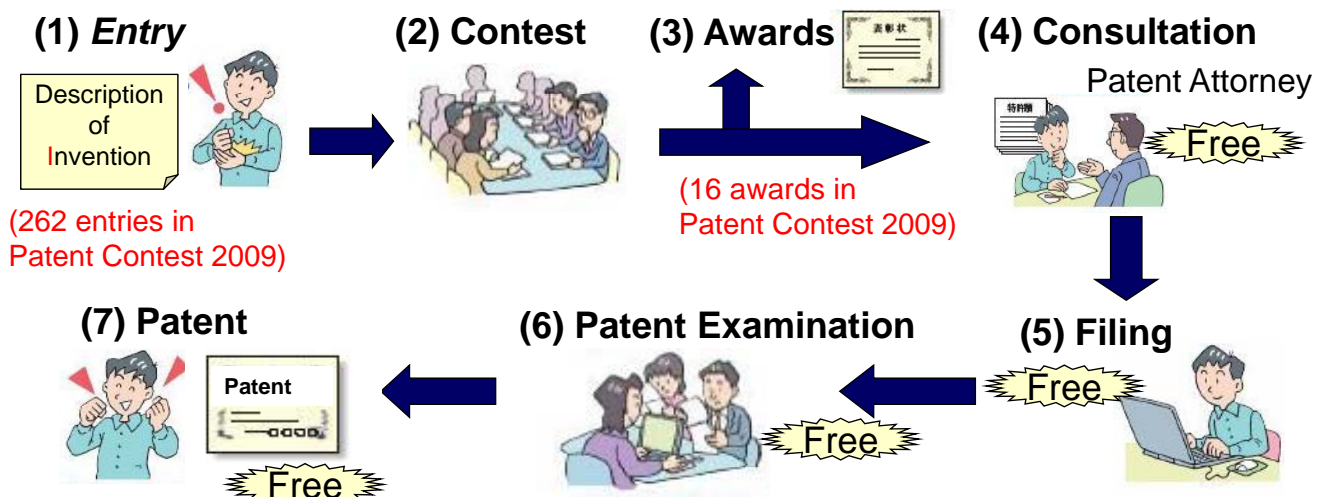 (1) Entry
Description
of
Invention
(262 entries in
Patent Contest 2009)
(2) Contest
(3) Awards
表彰状
(16 awards in
Patent Contest 2009)
(4) Consultation
Patent Attorney
特許願
Free
(5) Filing
Free
(6) Patent Examination
Free
(7) Patent
Patent
Free